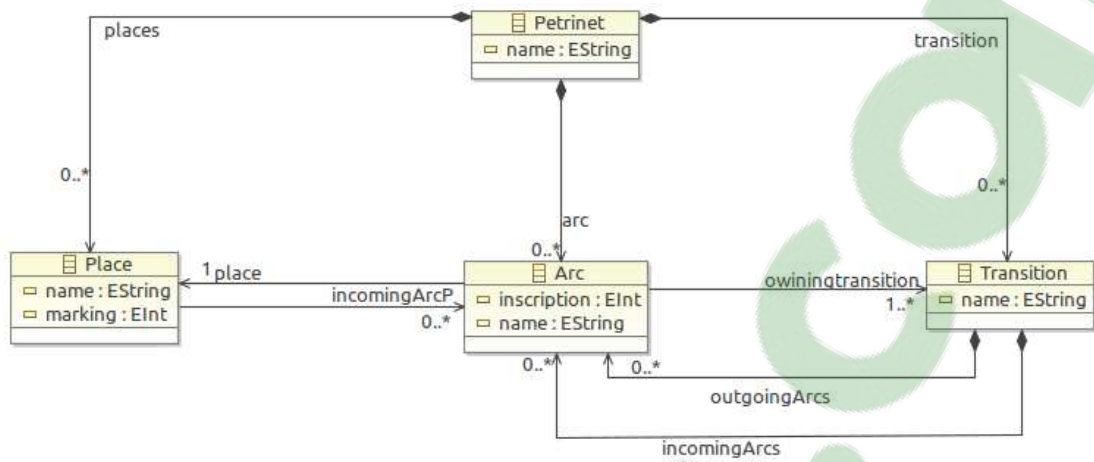 Petrinet
name : EString
places
transition
0..*
0..*
arc
0..*
Place
name : EString
marking : EInt
1 place
incomingArcP
0..*
Arc
inscription : EInt
name : EString
owiningtransition
1..*
Transition
name : EString
0..*
0..*
outgoingArcs
incomingArcs